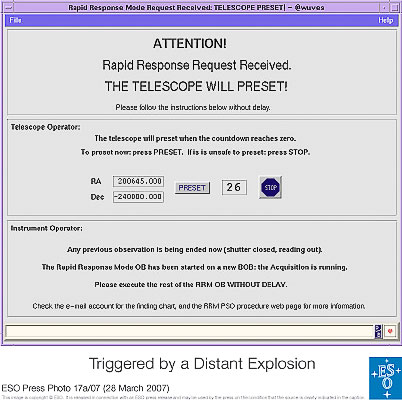 Rapid Response Mode Request Received: TELESCOPE PRESET! - @wuves
File Help
ATTENTION!
Rapid Response Request Received.
THE TELESCOPE WILL PRESET!
Please follow the instructions below without delay.
Telescope Operator:
The telescope will preset when the countdown reaches zero.
To preset now: press PRESET. If is is unsafe to preset: press STOP.
RA 200645.000 PRESET 26 STOP
Dec -240000.000
Instrument Operator:
Any previous observation is being ended now (shutter closed, reading out).
The Rapid Response Mode OB has been started on a new BOB: the Acquisition is running.
Please execute the rest of the RRM OB WITHOUT DELAY.
Check the e-mail account for the finding chart, and the RRM PSO procedure web page for more information.
Triggered by a Distant Explosion
ESO Press Photo 17a/07 (28 March 2007)
ESO
This image is copyright © ESO. It is released in connection with an ESO press release and may be used by the press on the condition that the source is clearly indicated in the caption.